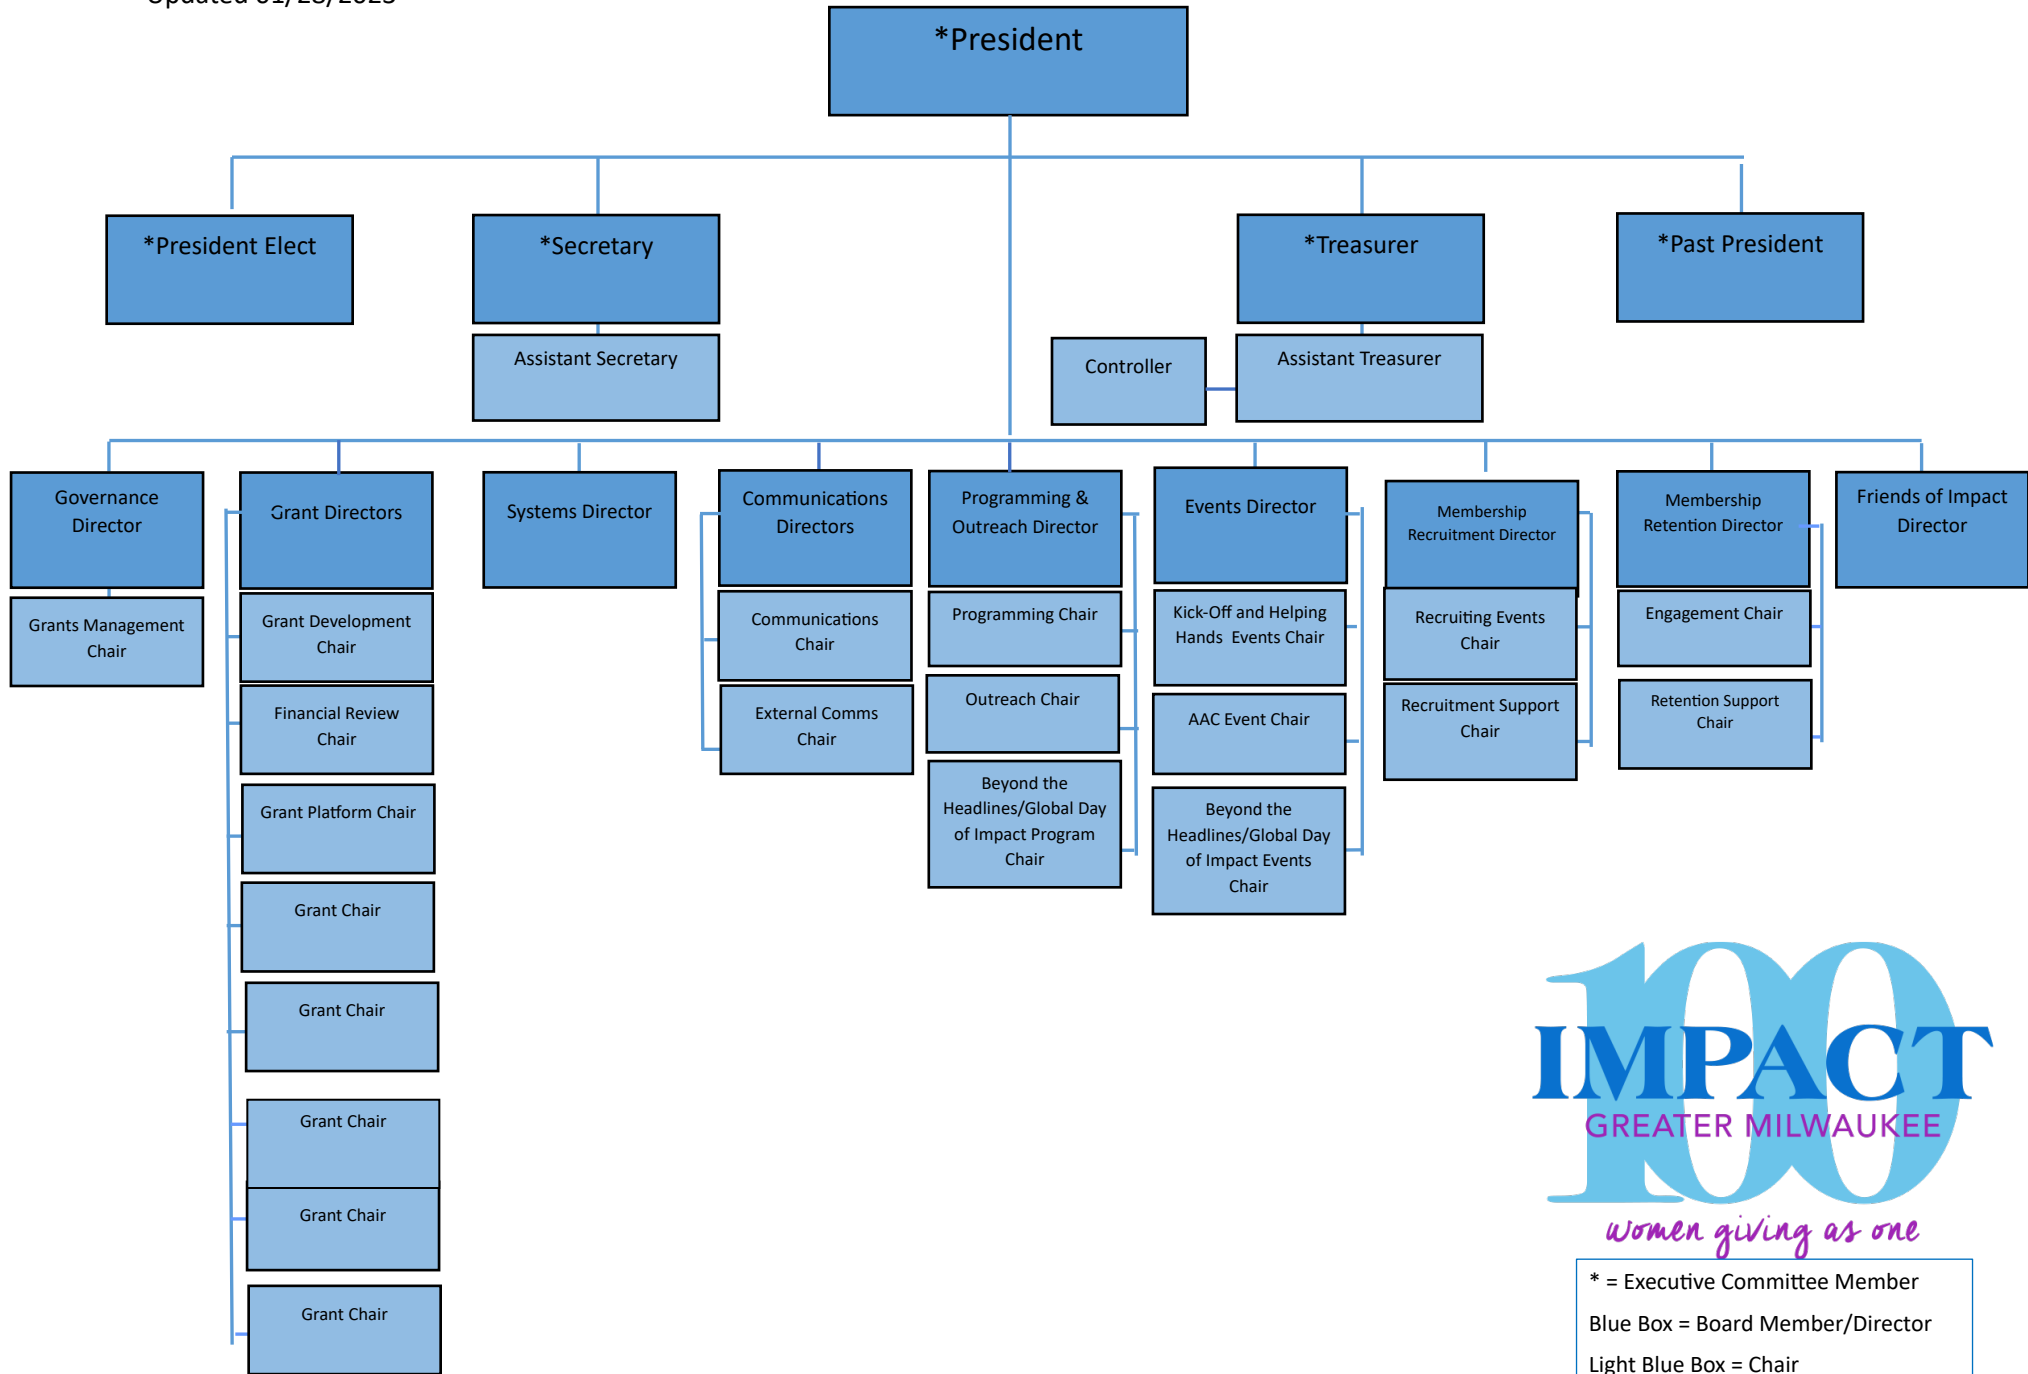 Updated 01/28/2025
*President
*President Elect
*Secretary
*Treasurer
*Past President
Assistant Secretary
Controller
Assistant Treasurer
Governance
Director
Grant Directors
Systems Director
Communications
Directors
Programming &
Outreach Director
Events Director
Membership
Recruitment Director
Membership
Retention Director
Friends of Impact
Director
Grants Management
Chair
Grant Development
Chair
Financial Review
Chair
Grant Platform Chair
Grant Chair
Grant Chair
Grant Chair
Grant Chair
Grant Chair
Communications
Chair
External Comms
Chair
Programming Chair
Outreach Chair
Beyond the
Headlines/Global Day
of Impact Program
Chair
Kick-Off and Helping
Hands Events Chair
AAC Event Chair
Beyond the
Headlines/Global Day
of Impact Events
Chair
Recruiting Events
Chair
Recruitment Support
Chair
Engagement Chair
Retention Support
Chair
100
IMPACT
GREATER MILWAUKEE
women giving as one
* = Executive Committee Member
Blue Box = Board Member/Director
Light Blue Box = Chair